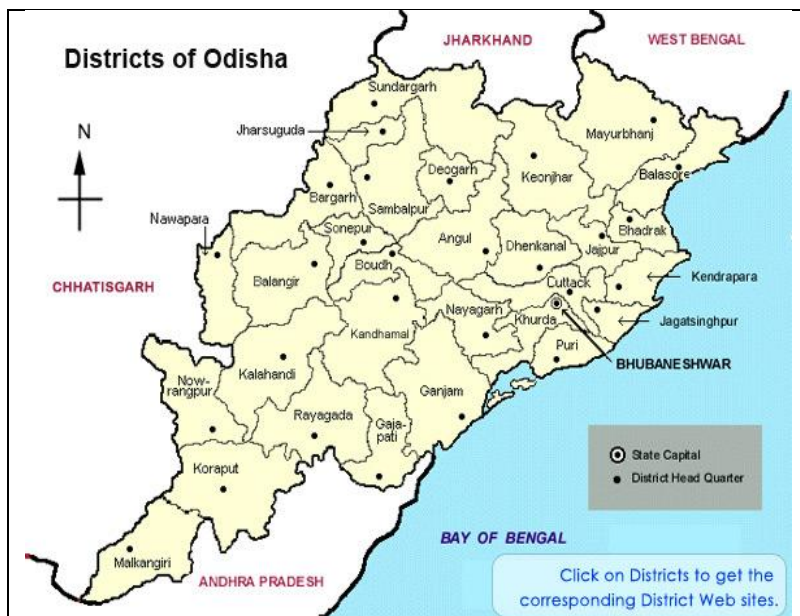 JHARKHAND
WEST BENGAL
Districts of Odisha
Sundargarh
N
Jharsuguda
Mayurbhanj
Deogarh
Keonjhar
Balasore
Bargarh
Sambalpur
Nawapara
Sonepur
Bhadrak
Angul
Dhenkanal
Jajpur
Boudh
Balangir
Kendrapara
CHHATISGARH
Cuttack
Nayagarh
Khurda
Jagatsinghpur
Kandhamal
Puri
BHUBANESHWAR
Kalahandi
Now-
rangpur
Ganjam
Rayagada
Gaja-
pati
State Capital
Koraput
District Head Quarter
BAY OF BENGAL
Malkangiri
ANDHRA PRADESH
Click on Districts to get the
corresponding District Web sites.